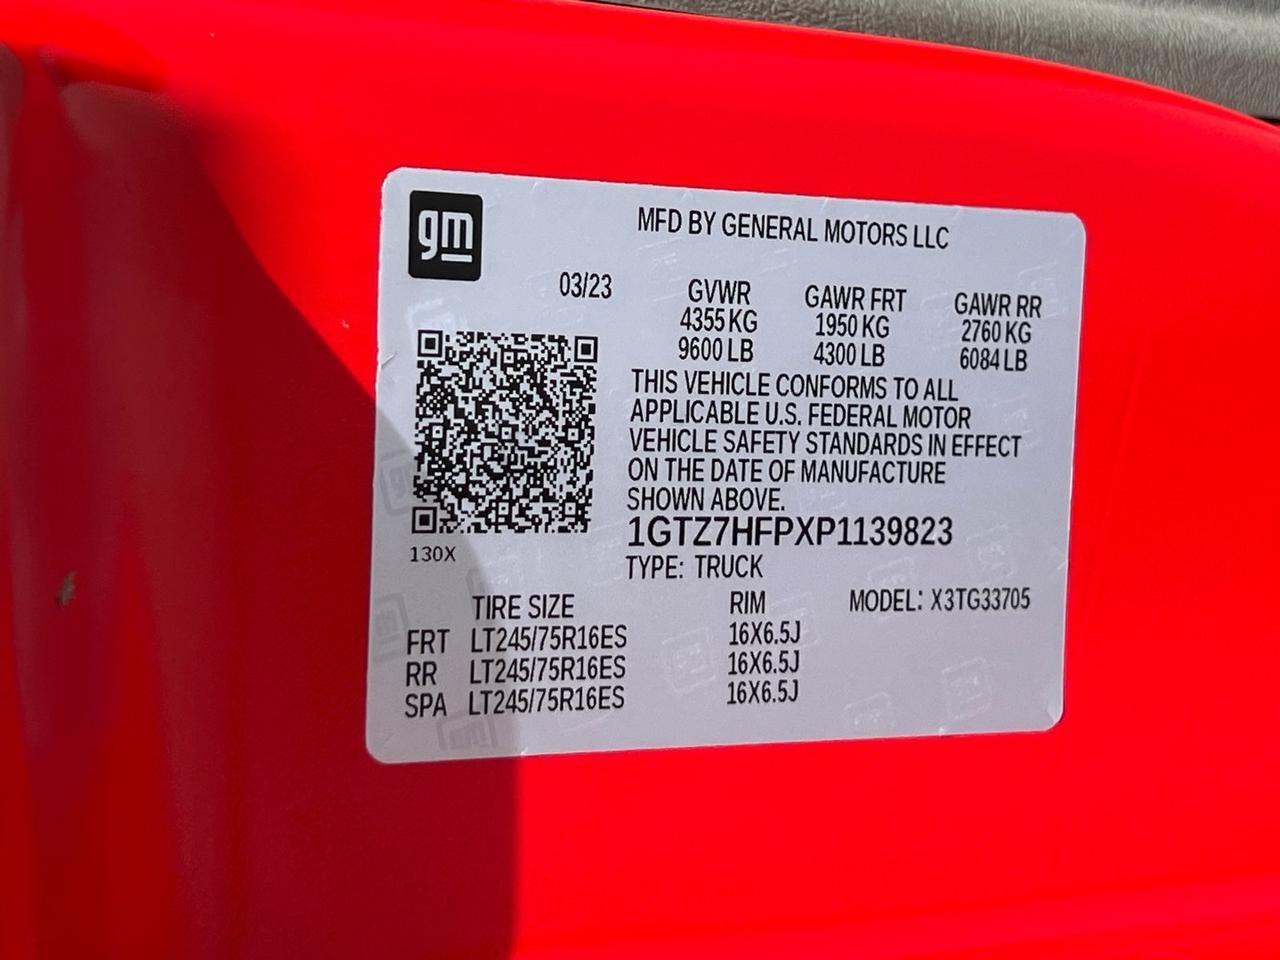 gm
MFD BY GENERAL MOTORS LLC
03/23 GVWR GAWR FRT GAWR RR
4355 KG 1950 KG 2760 KG
9600 LB 4300 LB 6084 LB
THIS VEHICLE CONFORMS TO ALL
APPLICABLE U.S. FEDERAL MOTOR
VEHICLE SAFETY STANDARDS IN EFFECT
ON THE DATE OF MANUFACTURE
SHOWN ABOVE.
1GTZ7HFPXP1139823
130X
TYPE: TRUCK
TIRE SIZE RIM MODEL: X3TG33705
FRT LT245/75R16ES 16X6.5J
RR LT245/75R16ES 16X6.5J
SPA LT245/75R16ES 16X6.5J